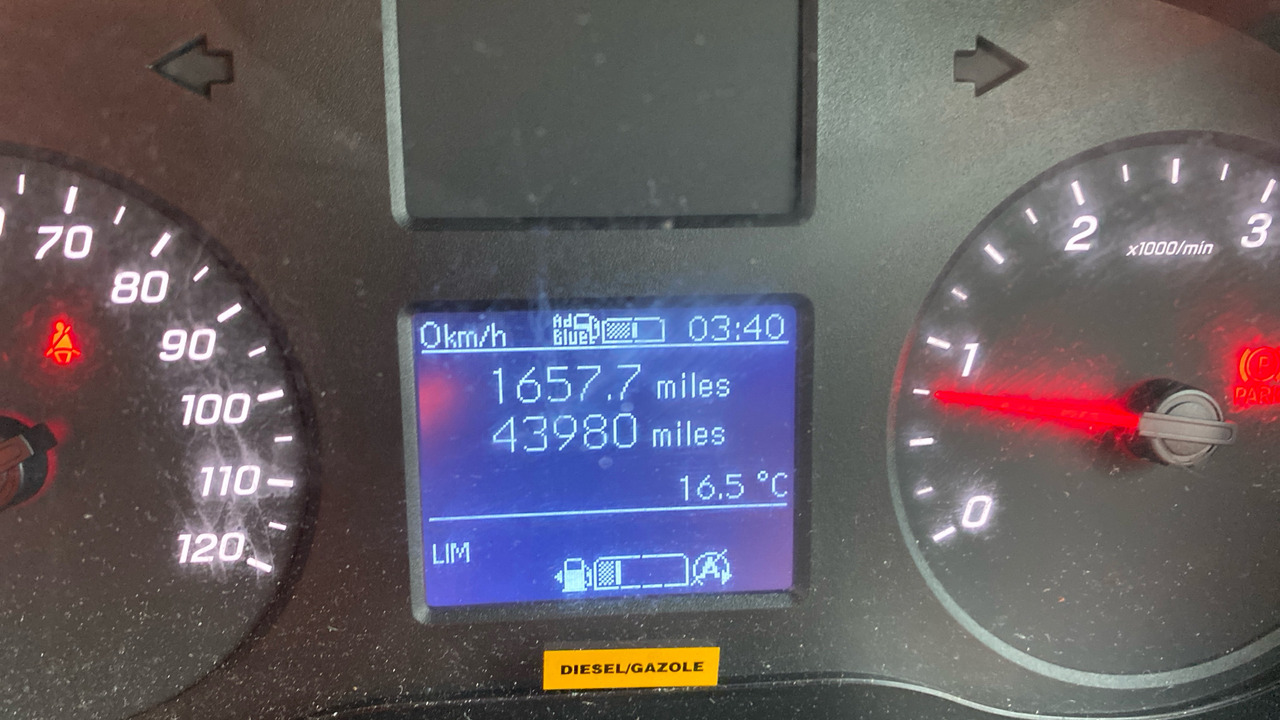 70
80
90
100
110
120
0km/h Ad Blue 03:40
1657.7 miles
43980 miles
16.5 °C
LIM
A
DIESEL/GAZOLE
0
1
2
3
x1000/min
P